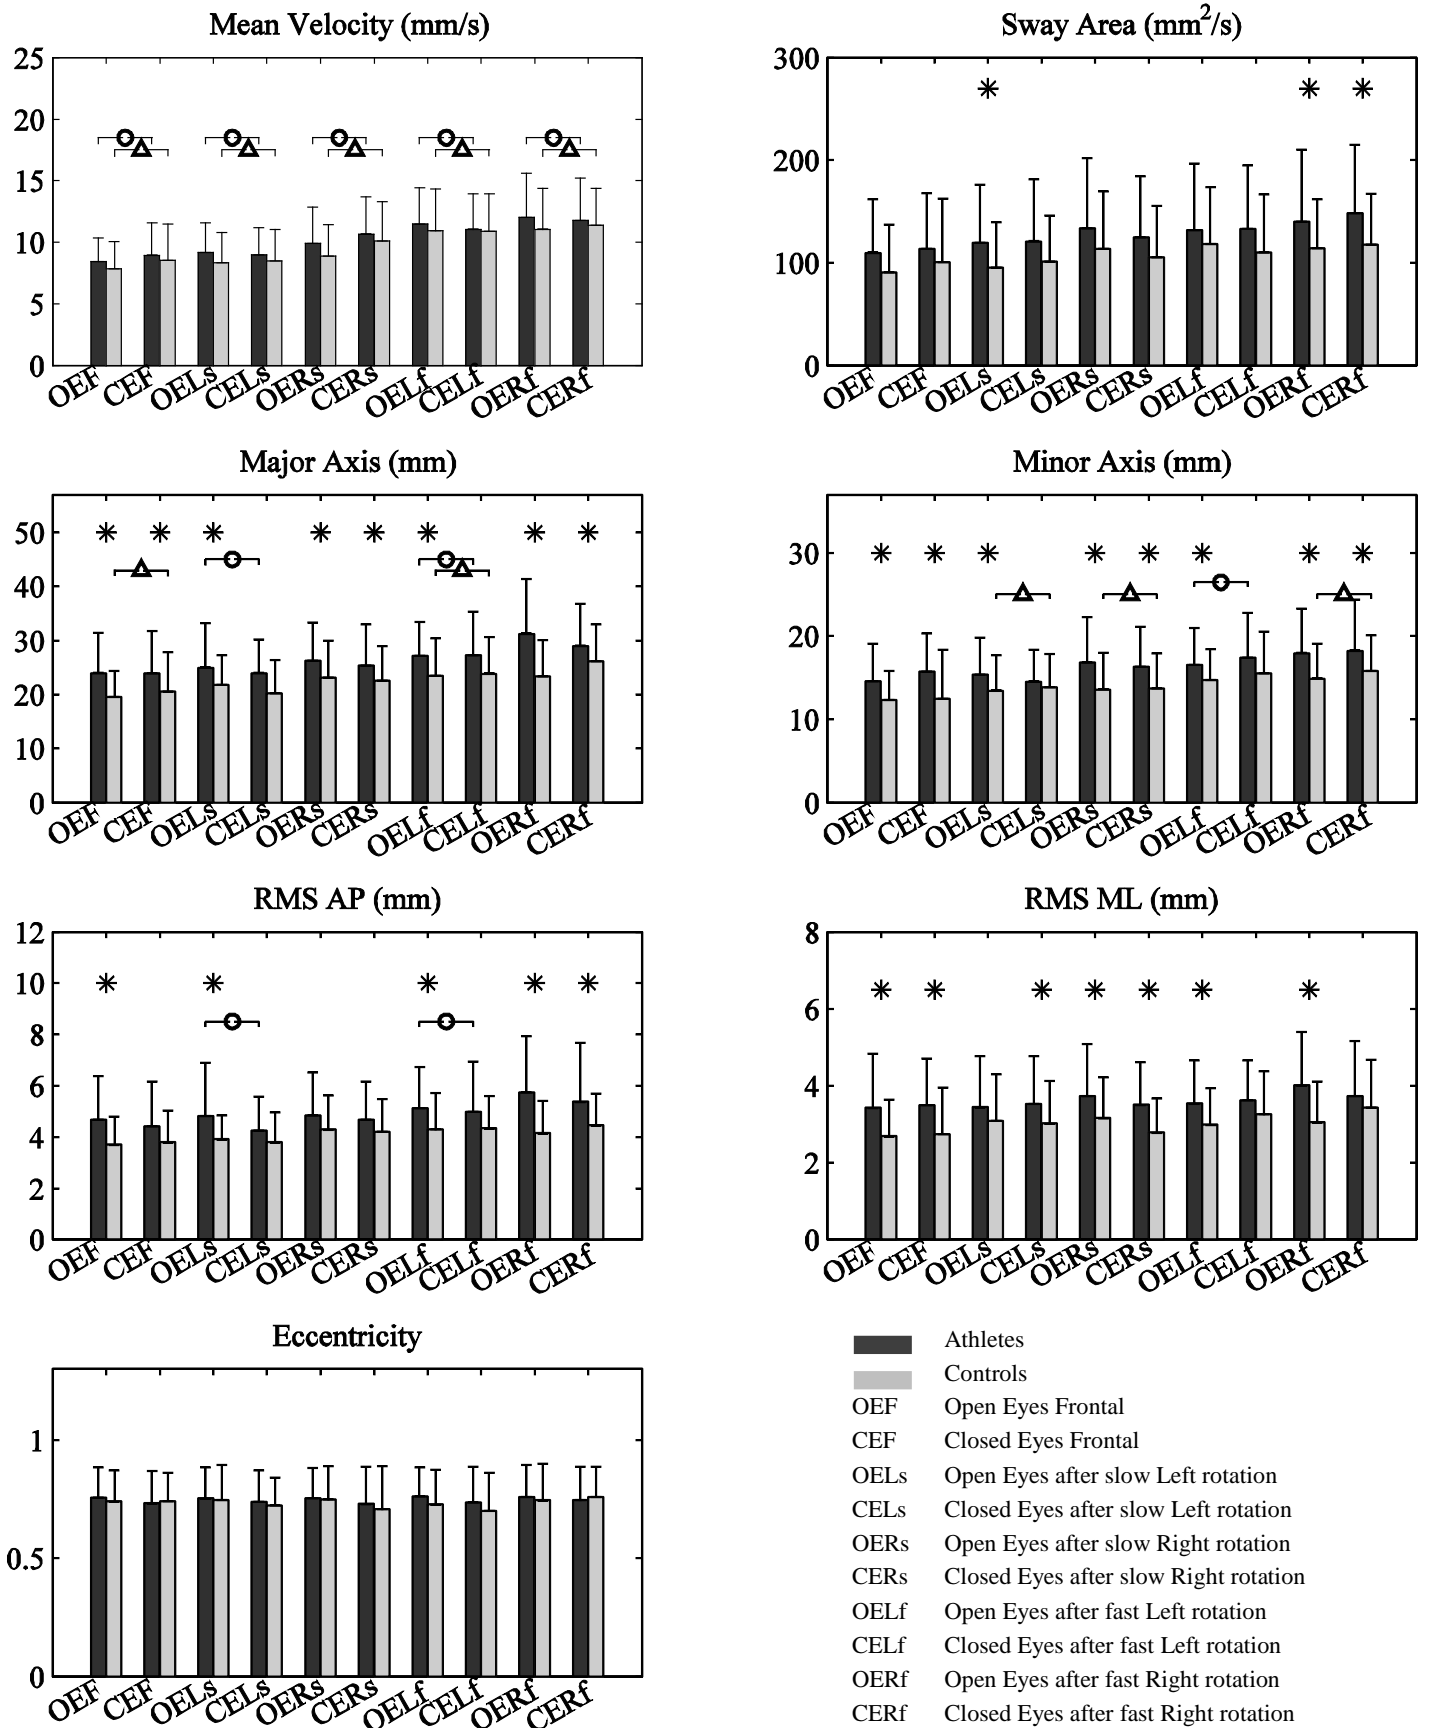 Mean Velocity (mm/s)
25
20
15
10
5
0
OEF CEF OELs CELs OERs CERs OELf CELf OERf CERf
Sway Area (mm²/s)
300
200
100
0
OEF CEF OELs CELs OERs CERs OELf CELf OERf CERf
Major Axis (mm)
50
40
30
20
10
0
OEF CEF OELs CELs OERs CERs OELf CELf OERf CERf
Minor Axis (mm)
30
20
10
0
OEF CEF OELs CELs OERs CERs OELf CELf OERf CERf
RMS AP (mm)
12
10
8
6
4
2
0
OEF CEF OELs CELs OERs CERs OELf CELf OERf CERf
RMS ML (mm)
8
6
4
2
0
OEF CEF OELs CELs OERs CERs OELf CELf OERf CERf
Eccentricity
1
0.5
0
OEF CEF OELs CELs OERs CERs OELf CELf OERf CERf
Athletes
Controls
OEF Open Eyes Frontal
CEF Closed Eyes Frontal
OELs Open Eyes after slow Left rotation
CELs Closed Eyes after slow Left rotation
OERs Open Eyes after slow Right rotation
CERs Closed Eyes after slow Right rotation
OELf Open Eyes after fast Left rotation
CELf Closed Eyes after fast Left rotation
OERf Open Eyes after fast Right rotation
CERf Closed Eyes after fast Right rotation